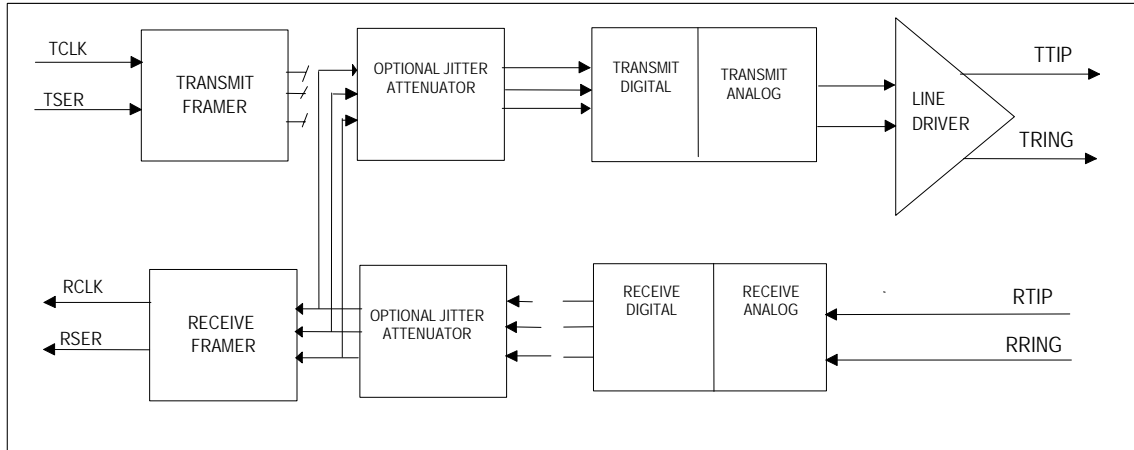 TCLK
TSER
TRANSMIT
FRAMER
OPTIONAL JITTER
ATTENUATOR
TRANSMIT
DIGITAL
TRANSMIT
ANALOG
LINE
DRIVER
TTIP
TRING
RCLK
RSER
RECEIVE
FRAMER
OPTIONAL JITTER
ATTENUATOR
RECEIVE
DIGITAL
RECEIVE
ANALOG
RTIP
RRING